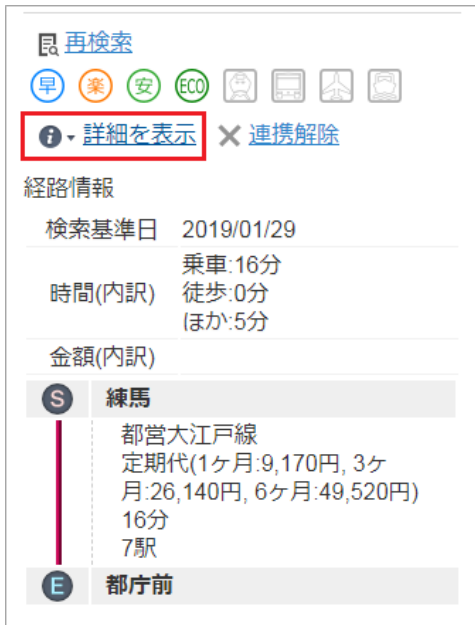 再検索
早 楽 安 ECO
詳細を表示 連携解除
経路情報
検索基準日 2019/01/29
乗車:16分
時間(内訳) 徒歩:0分
ほか:5分
金額(内訳)
S 練馬
都営大江戸線
定期代(1ヶ月:9,170円, 3ヶ
月:26,140円, 6ヶ月:49,520円)
16分
7駅
E 都庁前